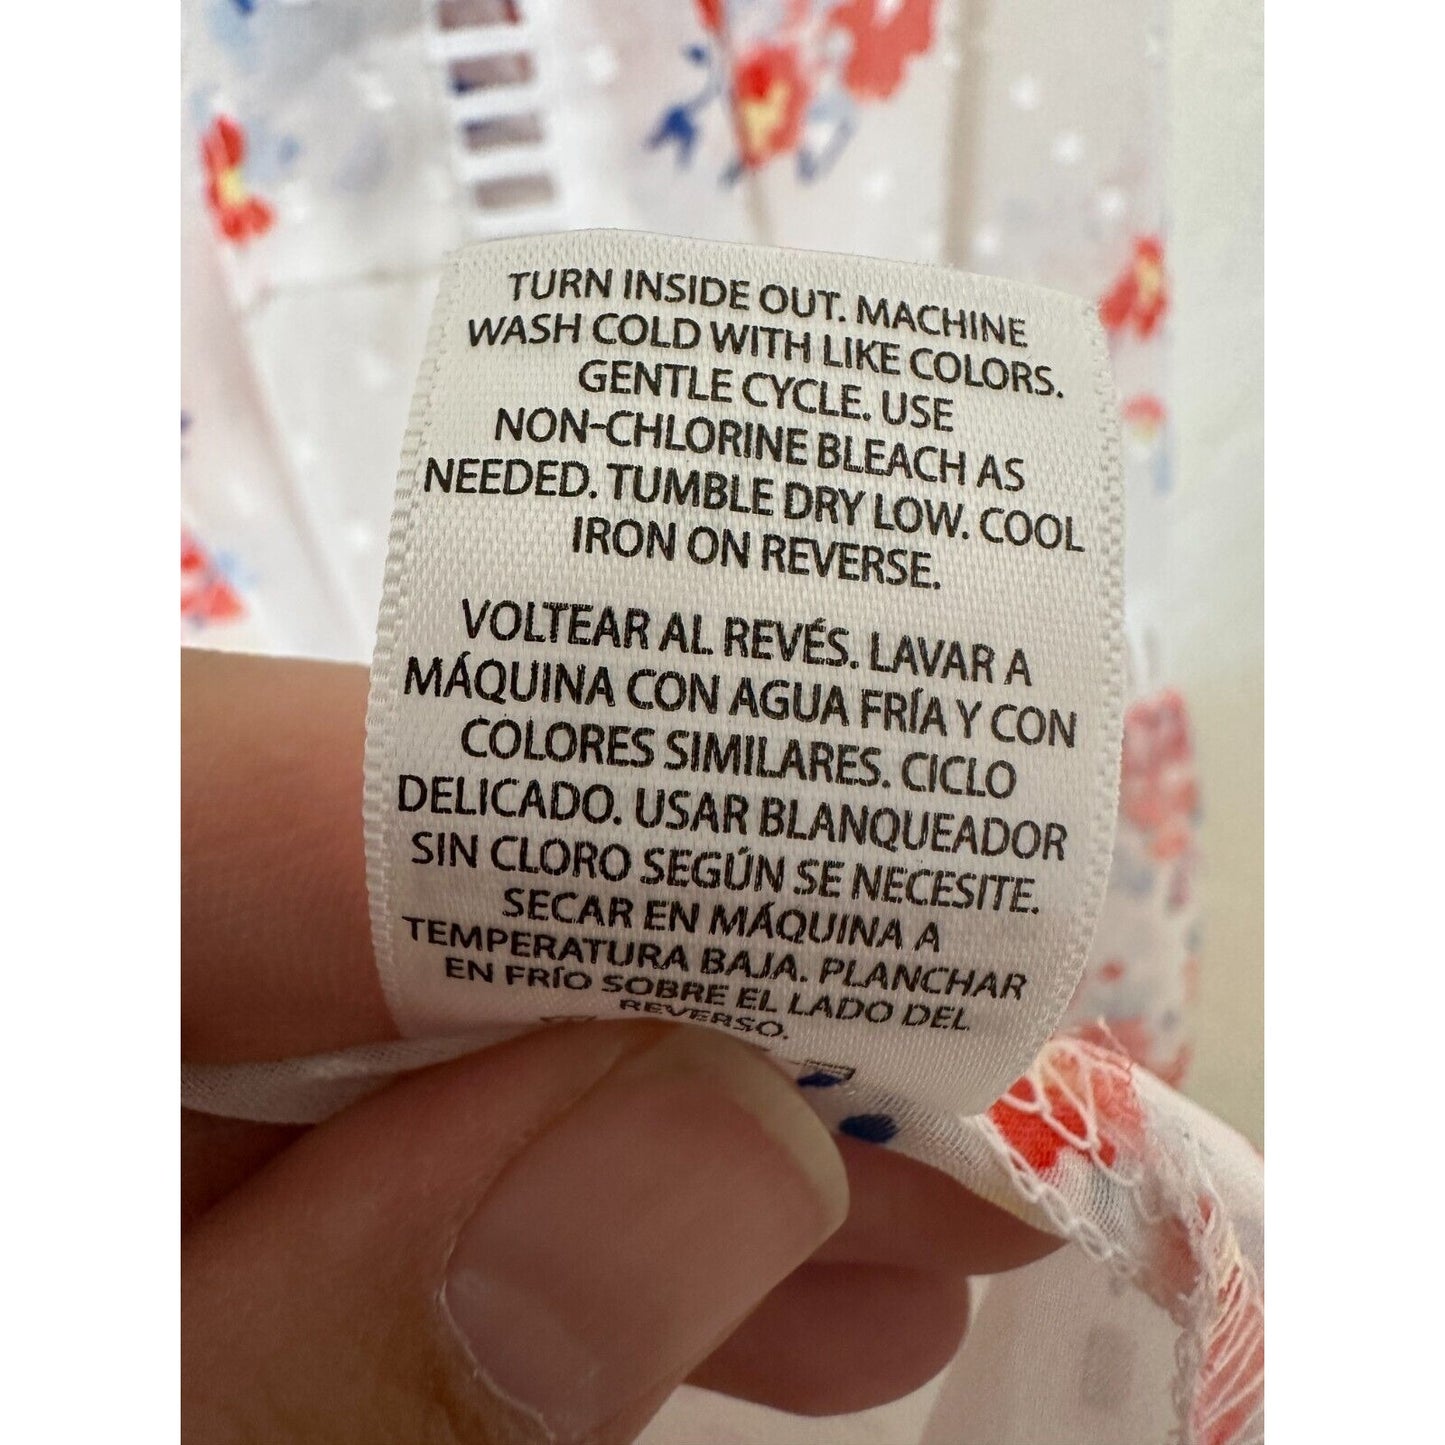 TURN INSIDE OUT. MACHINE
WASH COLD WITH LIKE COLORS.
GENTLE CYCLE. USE
NON-CHLORINE BLEACH AS
NEEDED. TUMBLE DRY LOW. COOL
IRON ON REVERSE.
VOLTEAR AL REVÉS. LAVAR A
MÁQUINA CON AGUA FRÍA Y CON
COLORES SIMILARES. CICLO
DELICADO. USAR BLANQUEADOR
SIN CLORO SEGÚN SE NECESITE.
SECAR EN MÁQUINA A
TEMPERATURA BAJA. PLANCHAR
EN FRÍO SOBRE EL LADO DEL
REVERSO.